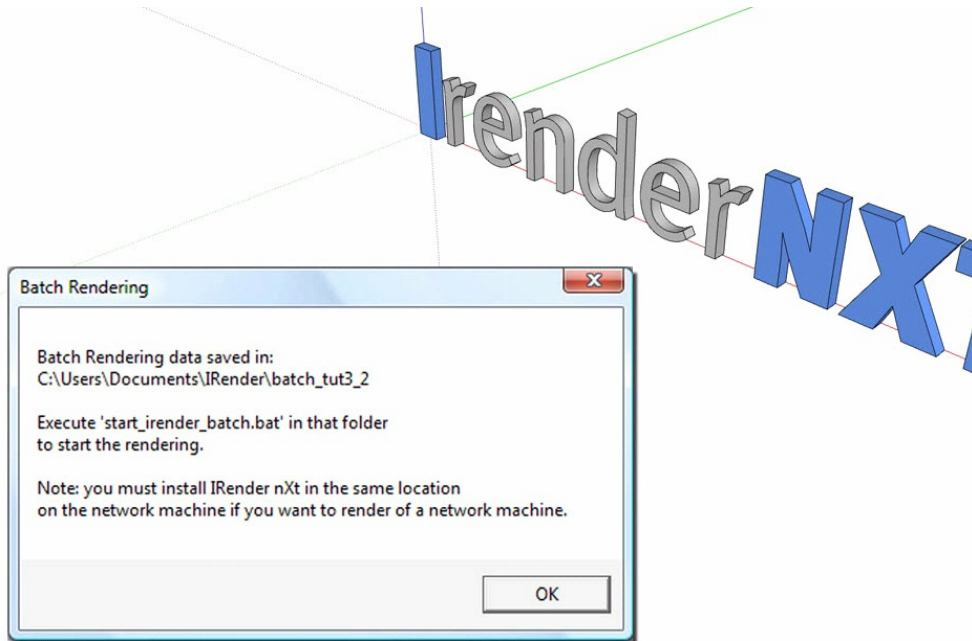 IrenderNXT
Batch Rendering
Batch Rendering data saved in:
C:\Users\Documents\IRender\batch_tut3_2
Execute 'start_irender_batch.bat' in that folder
to start the rendering.
Note: you must install IRender nXt in the same location
on the network machine if you want to render of a network machine.
OK